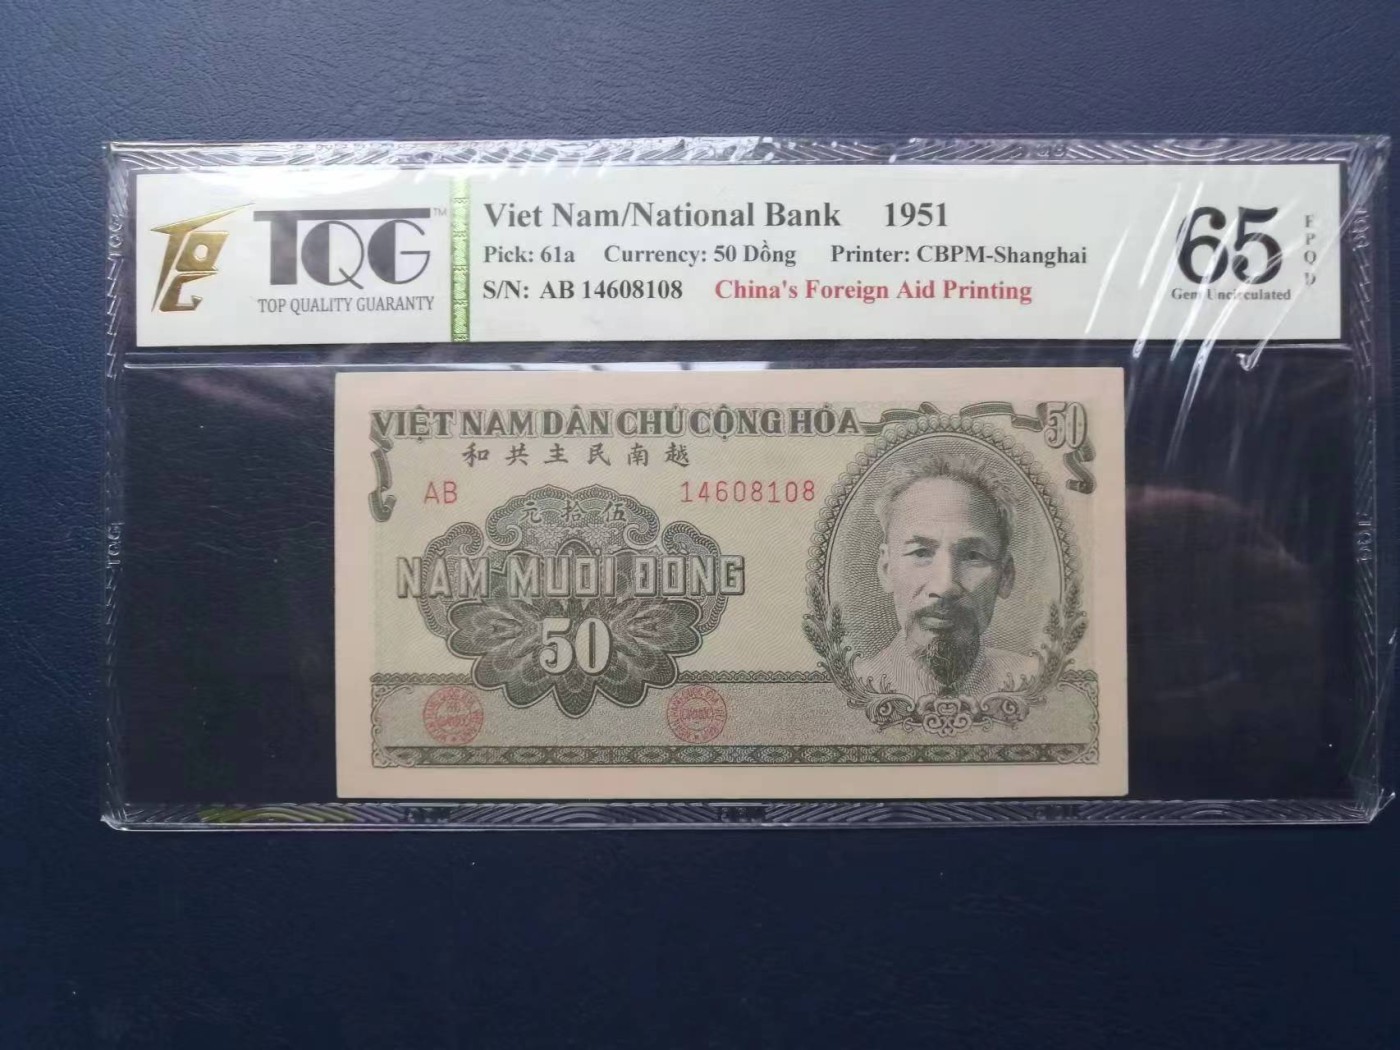 TQG™
TOP QUALITY GUARANTY
Viet Nam/National Bank 1951
Pick: 61a Currency: 50 Dồng Printer: CBPM-Shanghai
S/N: AB 14608108 China's Foreign Aid Printing
65
Gem Uncirculated
EPQD
VIỆT NAM DÂN CHỦ CỘNG HÒA
50
和共主民南越
AB 14608108
元拾伍
NĂM MƯƠI ĐỒNG
50